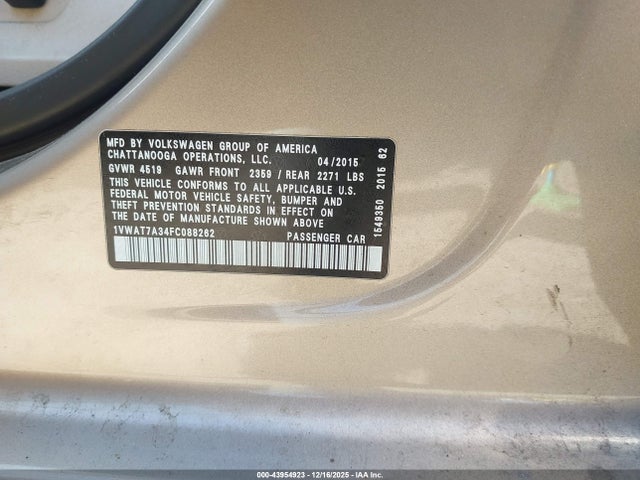 MFD BY VOLKSWAGEN GROUP OF AMERICA
CHATTANOOGA OPERATIONS, LLC. 04/2015
GVWR 4519 GAWR FRONT 2359 / REAR 2271 LBS
THIS VEHICLE CONFORMS TO ALL APPLICABLE U.S.
FEDERAL MOTOR VEHICLE SAFETY, BUMPER AND
THEFT PREVENTION STANDARDS IN EFFECT ON
THE DATE OF MANUFACTURE SHOWN ABOVE
1VWAT7A34FC088262 PASSENGER CAR
1549350 2015 62
000-43954923 - 12/16/2025 - IAA Inc.